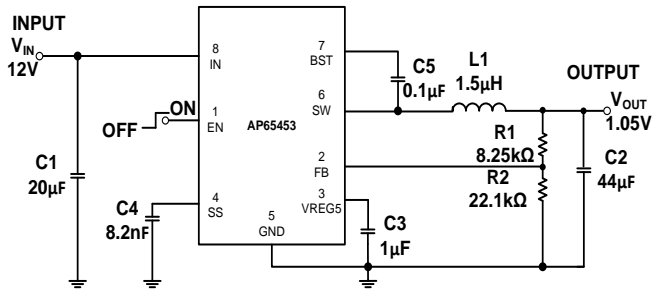 INPUT
V_IN
12V
C1
20μF
OFF
ON
C4
8.2nF
8
IN
1
EN
4
SS
5
GND
AP65453
7
BST
6
SW
2
FB
3
VREG5
C5
0.1μF
L1
1.5μH
C3
1μF
R1
8.25kΩ
R2
22.1kΩ
OUTPUT
V_OUT
1.05V
C2
44μF